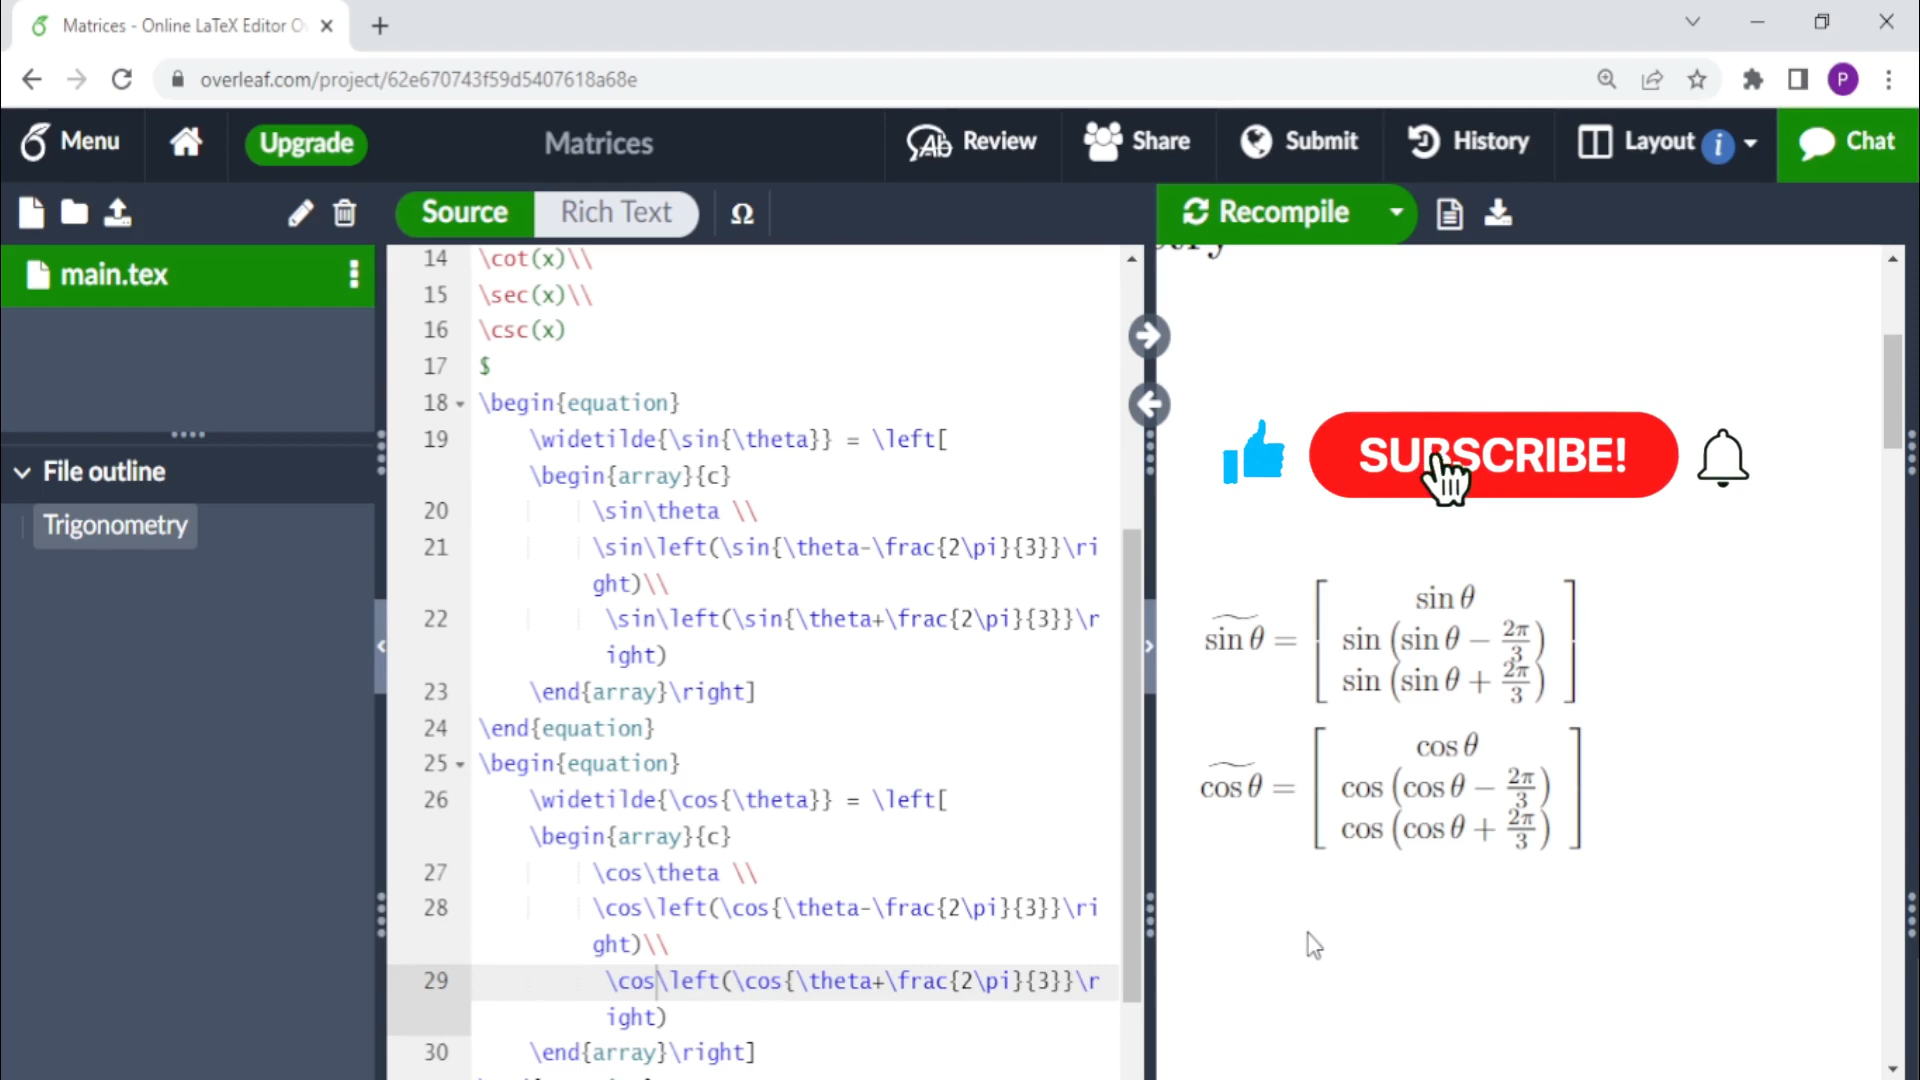 Matrices - Online LaTeX Editor O
overleaf.com/project/62e670743f59d5407618a68e
P
Menu
Upgrade
Matrices
Review
Share
Submit
History
Layout
Chat
Source
Rich Text
Ω
Recompile
main.tex
File outline
Trigonometry
14 \cot(x)\\
15 \sec(x)\\
16 \csc(x)
17 $
18 \begin{equation}
19 \widetilde{\sin{\theta}} = \left[
\begin{array}{c}
20 \sin\theta \\
21 \sin\left(\sin{\theta-\frac{2\pi}{3}}\ri
ght)\\
22 \sin\left(\sin{\theta+\frac{2\pi}{3}}\r
ight)
23 \end{array}\right]
24 \end{equation}
25 \begin{equation}
26 \widetilde{\cos{\theta}} = \left[
\begin{array}{c}
27 \cos\theta \\
28 \cos\left(\cos{\theta-\frac{2\pi}{3}}\ri
ght)\\
29 \cos\left(\cos{\theta+\frac{2\pi}{3}}\r
ight)
30 \end{array}\right]
SUBSCRIBE!
sin θ
sin θ = sin (sin θ − 2π/3)
sin (sin θ + 2π/3)
cos θ
cos θ = cos (cos θ − 2π/3)
cos (cos θ + 2π/3)